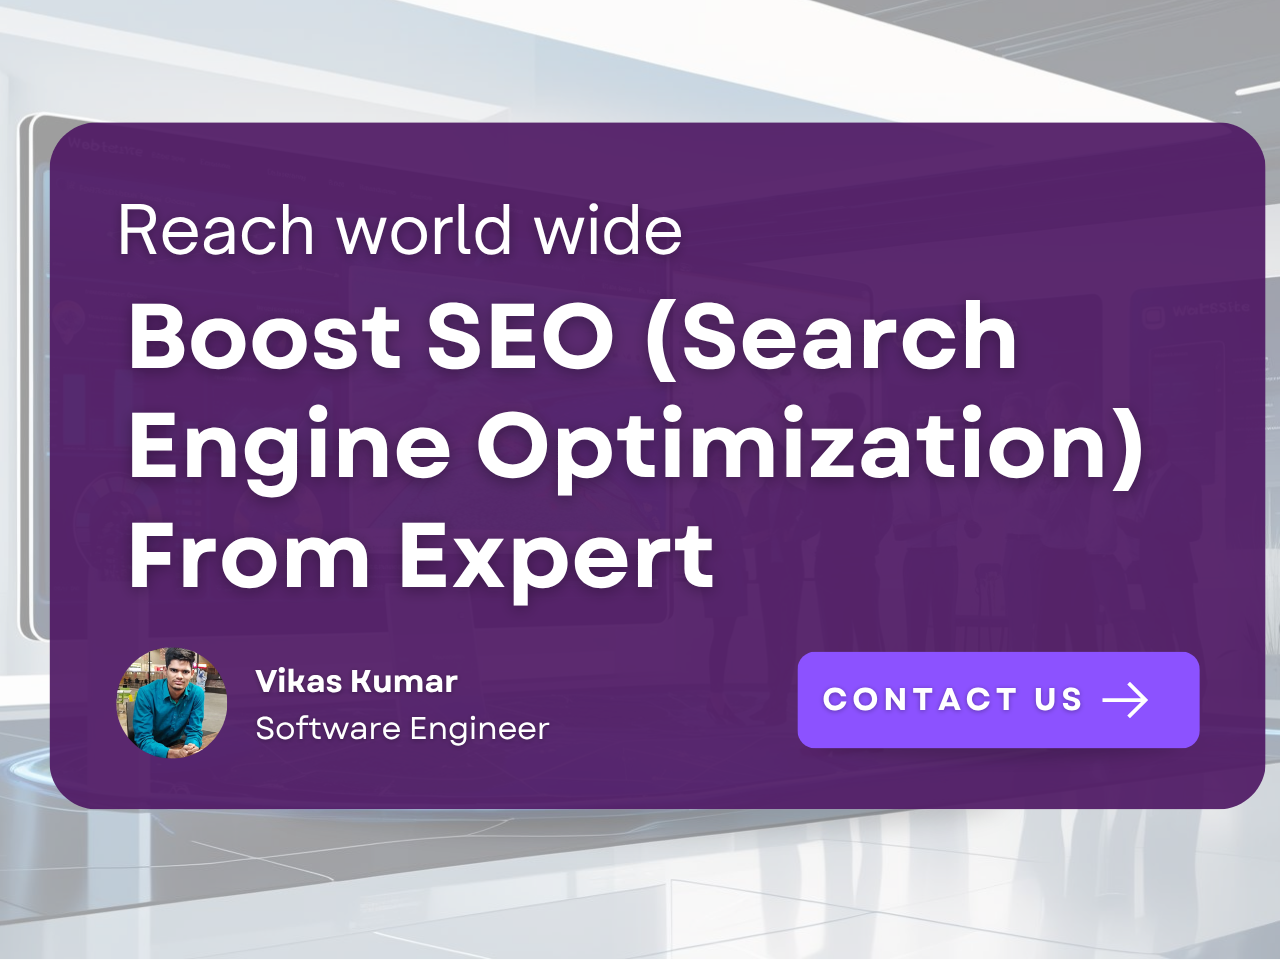 Reach world wide
Boost SEO (Search
Engine Optimization)
From Expert
Vikas Kumar
Software Engineer
CONTACT US